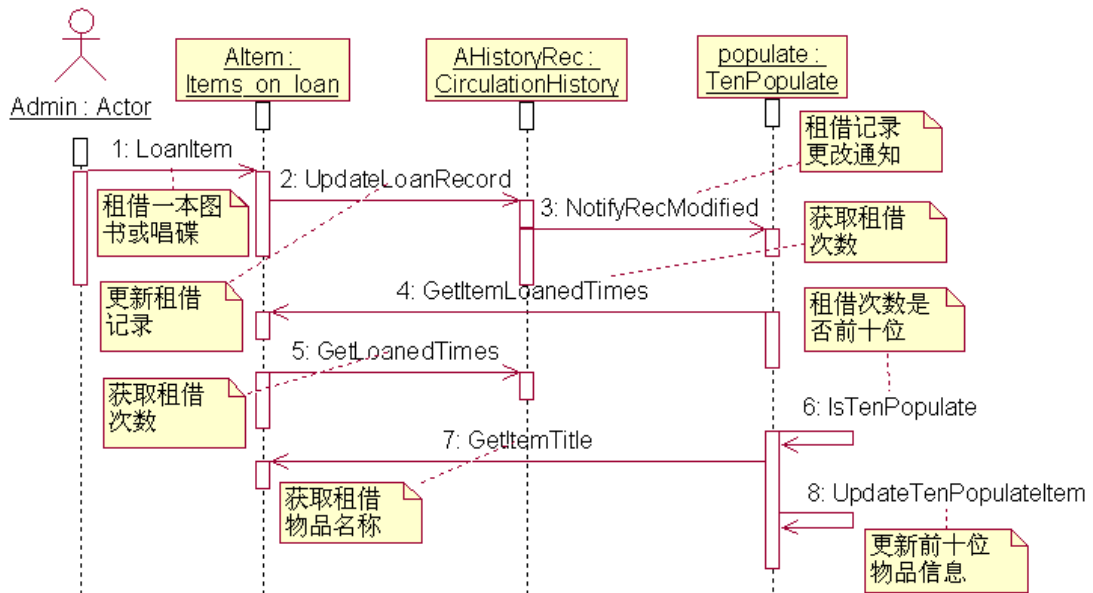 AItem :
Items_on_loan
AHistoryRec :
CirculationHistory
populate :
TenPopulate
Admin : Actor
1: LoanItem
租借一本图
书或唱碟
2: UpdateLoanRecord
更新租借
记录
3: NotifyRecModified
租借记录
更改通知
4: GetItemLoanedTimes
获取租借
次数
5: GetLoanedTimes
获取租借
次数
6: IsTenPopulate
租借次数是
否前十位
7: GetItemTitle
获取租借
物品名称
8: UpdateTenPopulateItem
更新前十位
物品信息